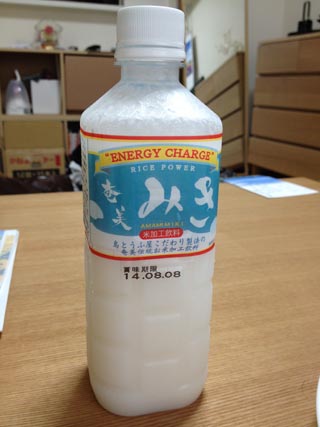 "ENERGY CHARGE"
RICE POWER
奄美
みき
AMAMI MIKI
米加工飲料
島とうふ屋こだわり製法の
奄美伝統お米加工飲料
賞味期限
14.08.08